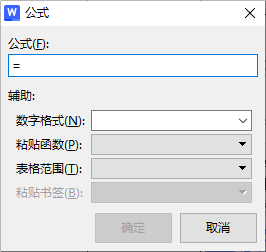 W 公式
公式(F):
=
辅助:
数字格式(N):
粘贴函数(P):
表格范围(T):
粘贴书签(B):
确定 取消